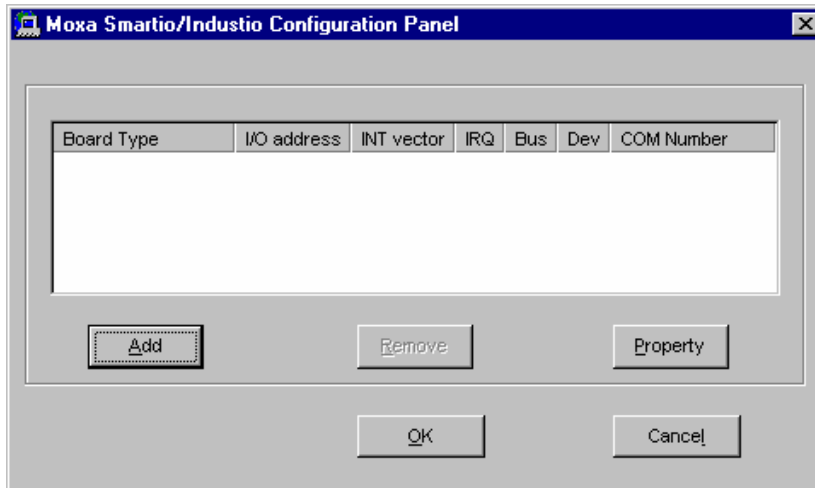 Moxa Smartio/Industio Configuration Panel
Board Type I/O address INT vector IRQ Bus Dev COM Number
Add Remove Property
OK Cancel